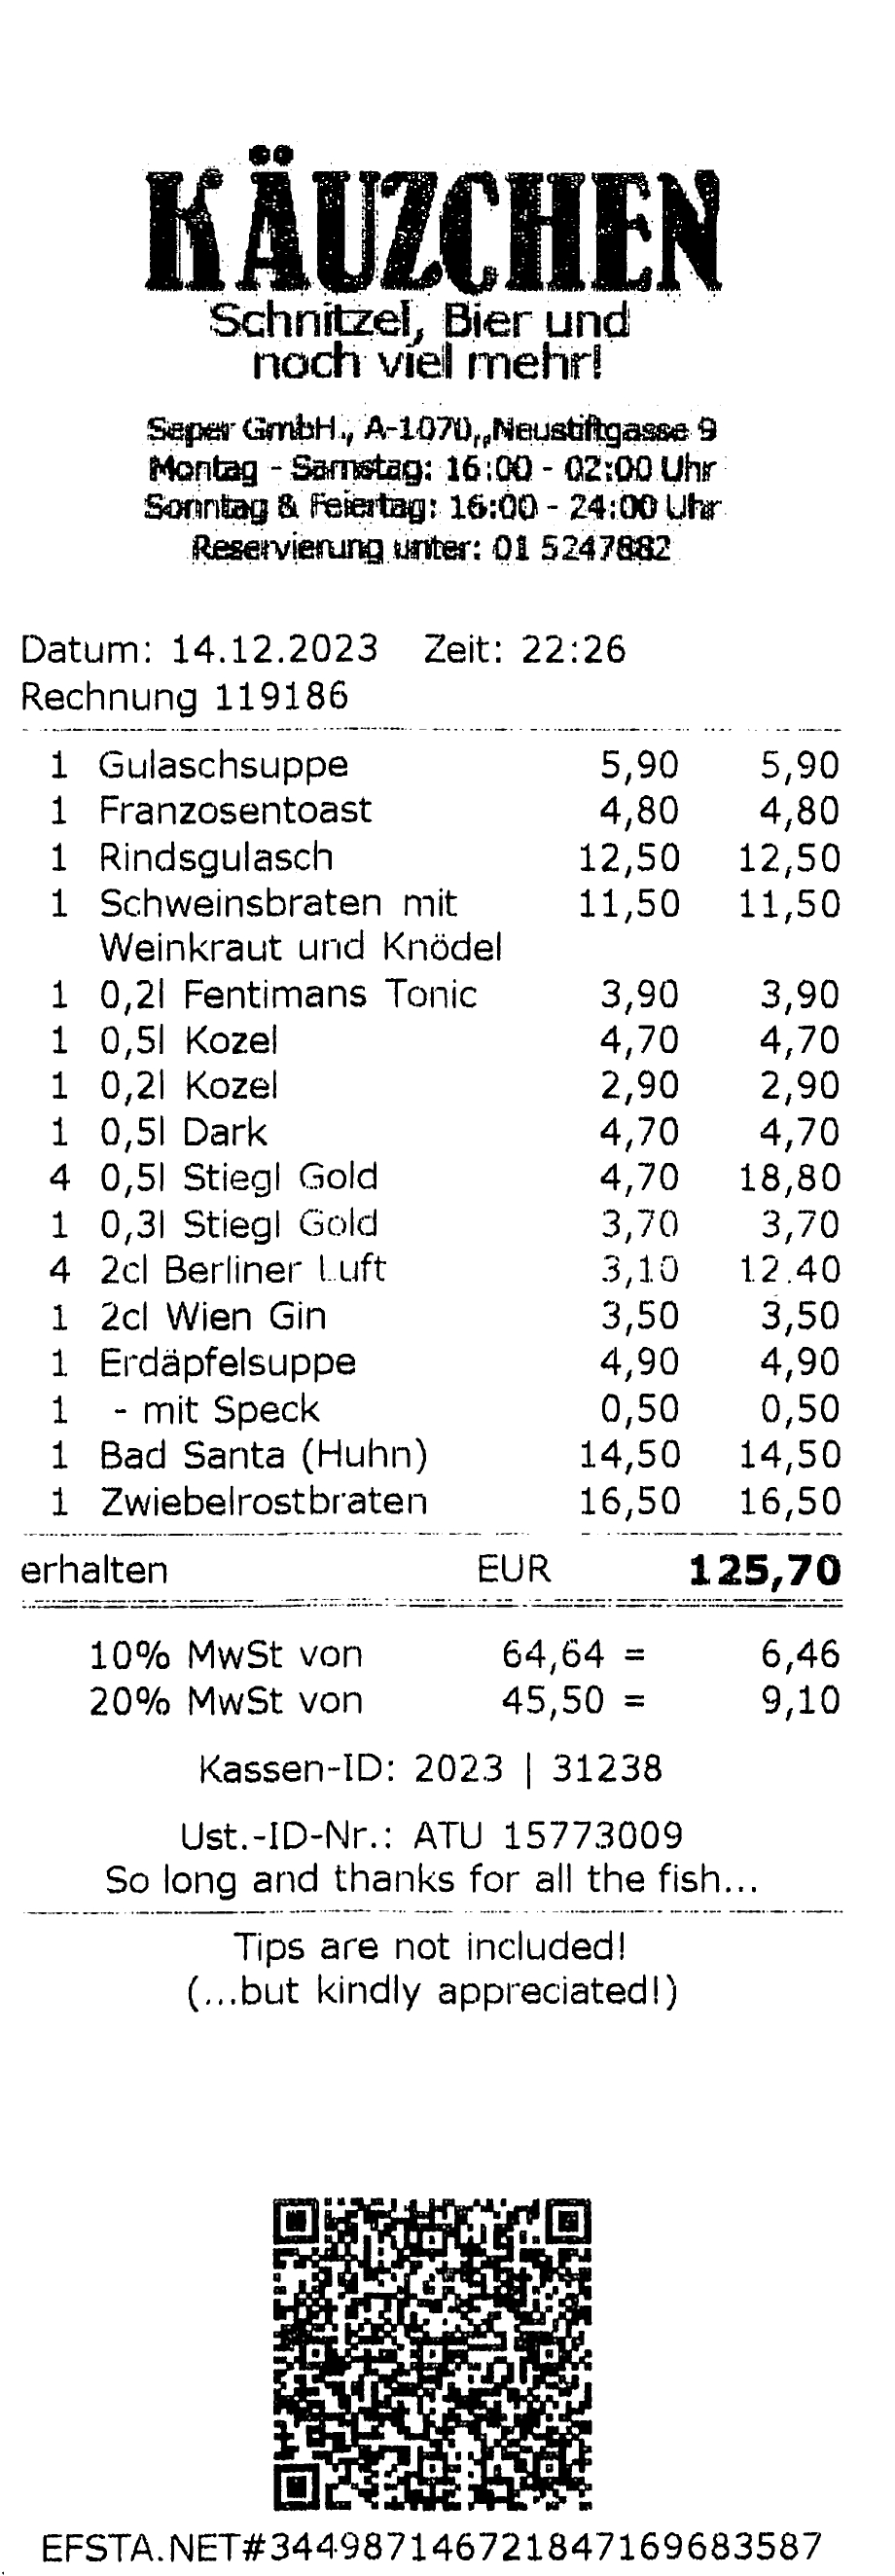 KÄUZCHEN
Schnitzel, Bier und
noch viel mehr!
Seper GmbH., A-1070,,Neustiftgasse 9
Montag - Samstag: 16:00 - 02:00 Uhr
Sonntag & Feiertag: 16:00 - 24:00 Uhr
Reservierung unter: 01 5247882
Datum: 14.12.2023 Zeit: 22:26
Rechnung 119186
1 Gulaschsuppe 5,90 5,90
1 Franzosentoast 4,80 4,80
1 Rindsgulasch 12,50 12,50
1 Schweinsbraten mit 11,50 11,50
Weinkraut und Knödel
1 0,2l Fentimans Tonic 3,90 3,90
1 0,5l Kozel 4,70 4,70
1 0,2l Kozel 2,90 2,90
1 0,5l Dark 4,70 4,70
4 0,5l Stiegl Gold 4,70 18,80
1 0,3l Stiegl Gold 3,70 3,70
4 2cl Berliner Luft 3,10 12.40
1 2cl Wien Gin 3,50 3,50
1 Erdäpfelsuppe 4,90 4,90
1 - mit Speck 0,50 0,50
1 Bad Santa (Huhn) 14,50 14,50
1 Zwiebelrostbraten 16,50 16,50
erhalten EUR 125,70
10% MwSt von 64,64 = 6,46
20% MwSt von 45,50 = 9,10
Kassen-ID: 2023 | 31238
Ust.-ID-Nr.: ATU 15773009
So long and thanks for all the fish...
Tips are not included!
(...but kindly appreciated!)
EFSTA.NET#3449871467218471696835​87